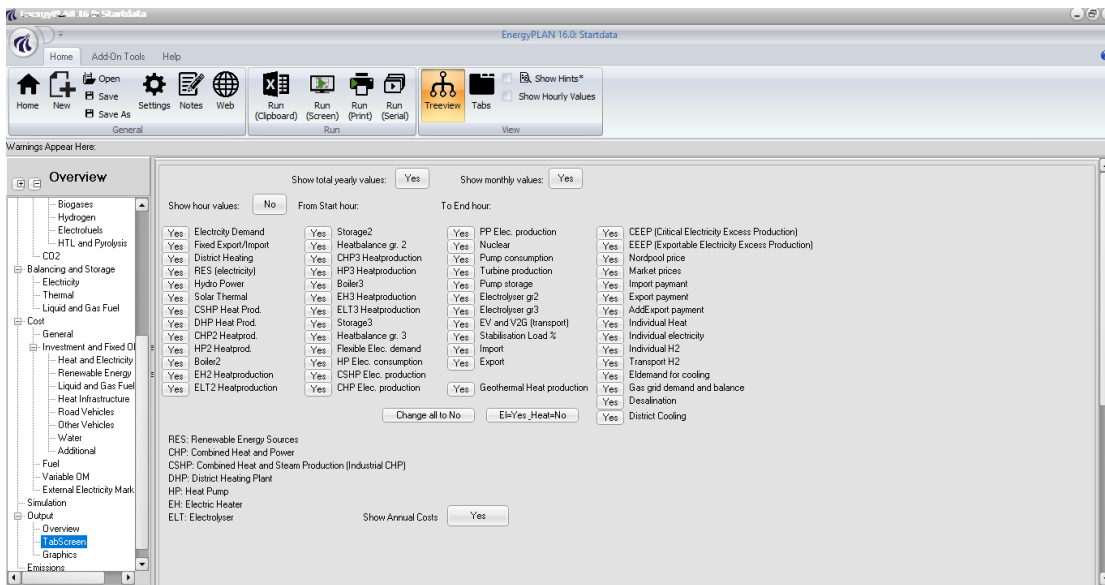 EnergyPLAN 16.0: Startdata
EnergyPLAN 16.0: Startdata
Home Add-On Tools Help
Home
New
Open
Save
Save As
Settings
Notes
Web
General
Run (Clipboard)
Run (Screen)
Run (Print)
Run (Serial)
Run
Treeview
Tabs
Show Hints*
Show Hourly Values
View
Warnings Appear Here:
Overview
Biogases
Hydrogen
Electrofuels
HTL and Pyrolysis
CO2
Balancing and Storage
Electricity
Thermal
Liquid and Gas Fuel
Cost
General
Investment and Fixed O
Heat and Electricity
Renewable Energy
Liquid and Gas Fuel
Heat Infrastructure
Road Vehicles
Other Vehicles
Water
Additional
Fuel
Variable OM
External Electricity Mark
Simulation
Output
Overview
TabScreen
Graphics
Emissions
Show total yearly values: Yes Show monthly values: Yes
Show hour values: No From Start hour: To End hour:
Yes Electrcity Demand
Yes Fixed Export/Import
Yes District Heating
Yes RES (electricity)
Yes Hydro Power
Yes Solar Thermal
Yes CSHP Heat Prod.
Yes DHP Heat Prod.
Yes CHP2 Heatprod.
Yes HP2 Heatprod.
Yes Boiler2
Yes EH2 Heatproduction
Yes ELT2 Heatproduction
Yes Storage2
Yes Heatbalance gr. 2
Yes CHP3 Heatproduction
Yes HP3 Heatproduction
Yes Boiler3
Yes EH3 Heatproduction
Yes ELT3 Heatproduction
Yes Storage3
Yes Heatbalance gr. 3
Yes Flexible Elec. demand
Yes HP Elec. consumption
Yes CSHP Elec. production
Yes CHP Elec. production
Yes PP Elec. production
Yes Nuclear
Yes Pump consumption
Yes Turbine production
Yes Pump storage
Yes Electrolyser gr2
Yes Electrolyser gr3
Yes EV and V2G (transport)
Yes Stabilisation Load %
Yes Import
Yes Export
Yes Geothermal Heat production
Yes CEEP (Critical Electricity Excess Production)
Yes EEEP (Exportable Electricity Excess Production)
Yes Nordpool price
Yes Market prices
Yes Import paymant
Yes Export payment
Yes AddExport payment
Yes Individual Heat
Yes Individual electricity
Yes Individual H2
Yes Transport H2
Yes Eldemand for cooling
Yes Gas grid demand and balance
Yes Desalination
Yes District Cooling
Change all to No El=Yes_Heat=No
RES: Renewable Energy Sources
CHP: Combined Heat and Power
CSHP: Combined Heat and Steam Production (Industrial CHP)
DHP: District Heating Plant
HP: Heat Pump
EH: Electric Heater
ELT: Electrolyser
Show Annual Costs Yes